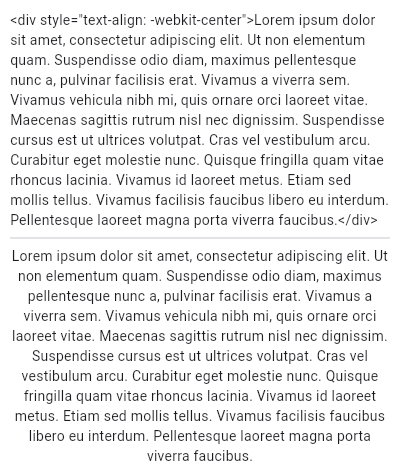 <div style="text-align: -webkit-center">Lorem ipsum dolor
sit amet, consectetur adipiscing elit. Ut non elementum
quam. Suspendisse odio diam, maximus pellentesque
nunc a, pulvinar facilisis erat. Vivamus a viverra sem.
Vivamus vehicula nibh mi, quis ornare orci laoreet vitae.
Maecenas sagittis rutrum nisl nec dignissim. Suspendisse
cursus est ut ultrices volutpat. Cras vel vestibulum arcu.
Curabitur eget molestie nunc. Quisque fringilla quam vitae
rhoncus lacinia. Vivamus id laoreet metus. Etiam sed
mollis tellus. Vivamus facilisis faucibus libero eu interdum.
Pellentesque laoreet magna porta viverra faucibus.</div>
Lorem ipsum dolor sit amet, consectetur adipiscing elit. Ut
non elementum quam. Suspendisse odio diam, maximus
pellentesque nunc a, pulvinar facilisis erat. Vivamus a
viverra sem. Vivamus vehicula nibh mi, quis ornare orci
laoreet vitae. Maecenas sagittis rutrum nisl nec dignissim.
Suspendisse cursus est ut ultrices volutpat. Cras vel
vestibulum arcu. Curabitur eget molestie nunc. Quisque
fringilla quam vitae rhoncus lacinia. Vivamus id laoreet
metus. Etiam sed mollis tellus. Vivamus facilisis faucibus
libero eu interdum. Pellentesque laoreet magna porta
viverra faucibus.